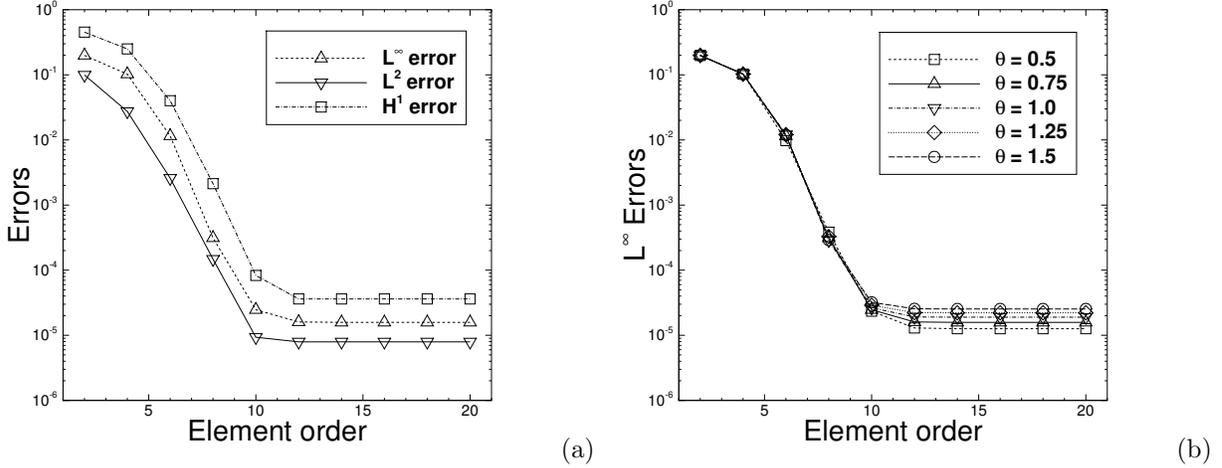 10^0
10^-1
10^-2
10^-3
10^-4
10^-5
10^-6
Errors
L^∞ error
L^2 error
H^1 error
5
10
15
20
Element order
(a)
10^0
10^-1
10^-2
10^-3
10^-4
10^-5
10^-6
L^∞ Errors
θ = 0.5
θ = 0.75
θ = 1.0
θ = 1.25
θ = 1.5
5
10
15
20
Element order
(b)